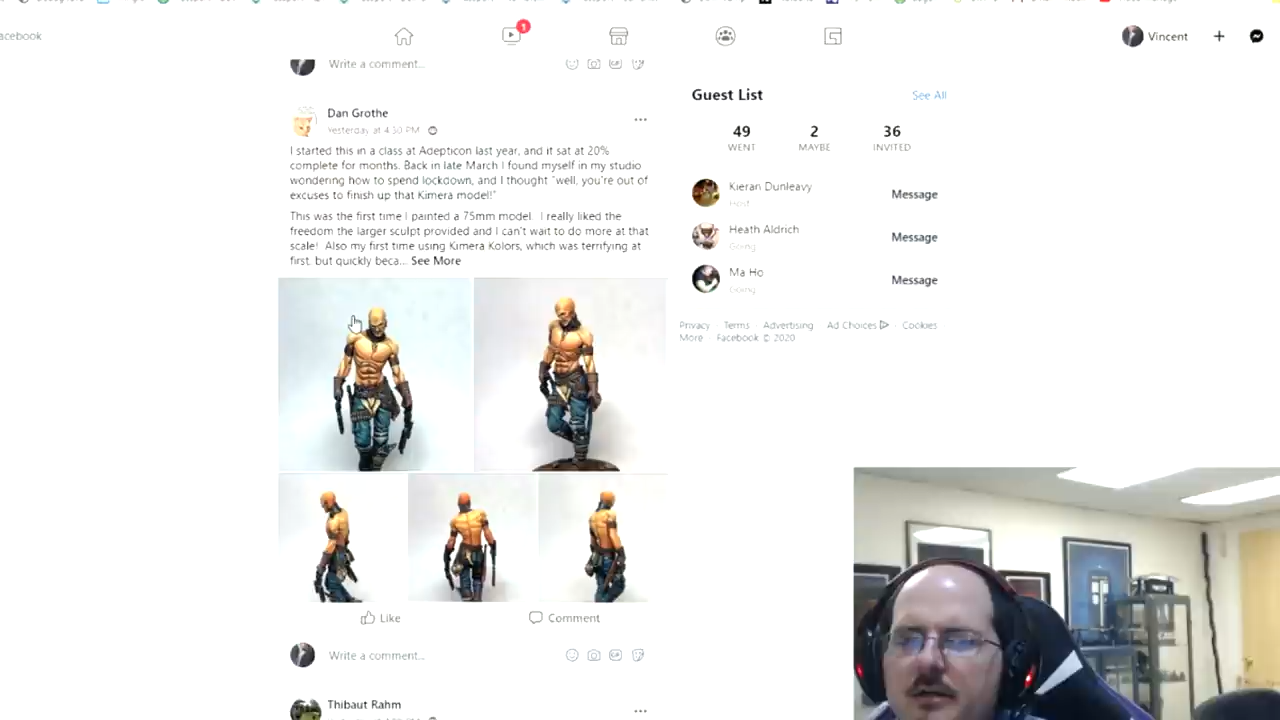 acebook
1
Vincent
Write a comment...
Guest List
See All
49
2
36
WENT
MAYBE
INVITED
Kieran Dunleavy
Host
Message
Heath Aldrich
Going
Message
Ma Ho
Going
Message
Privacy Terms Advertising Ad Choices Cookies
More Facebook © 2020
Dan Grothe
Yesterday at 4:30 PM
I started this in a class at Adepticon last year, and it sat at 20%
complete for months. Back in late March I found myself in my studio
wondering how to spend lockdown, and I thought "well, you're out of
excuses to finish up that Kimera model!"
This was the first time I painted a 75mm model. I really liked the
freedom the larger sculpt provided and I can't wait to do more at that
scale! Also my first time using Kimera Kolors, which was terrifying at
first, but quickly beca... See More
Like
Comment
Write a comment...
Thibaut Rahm